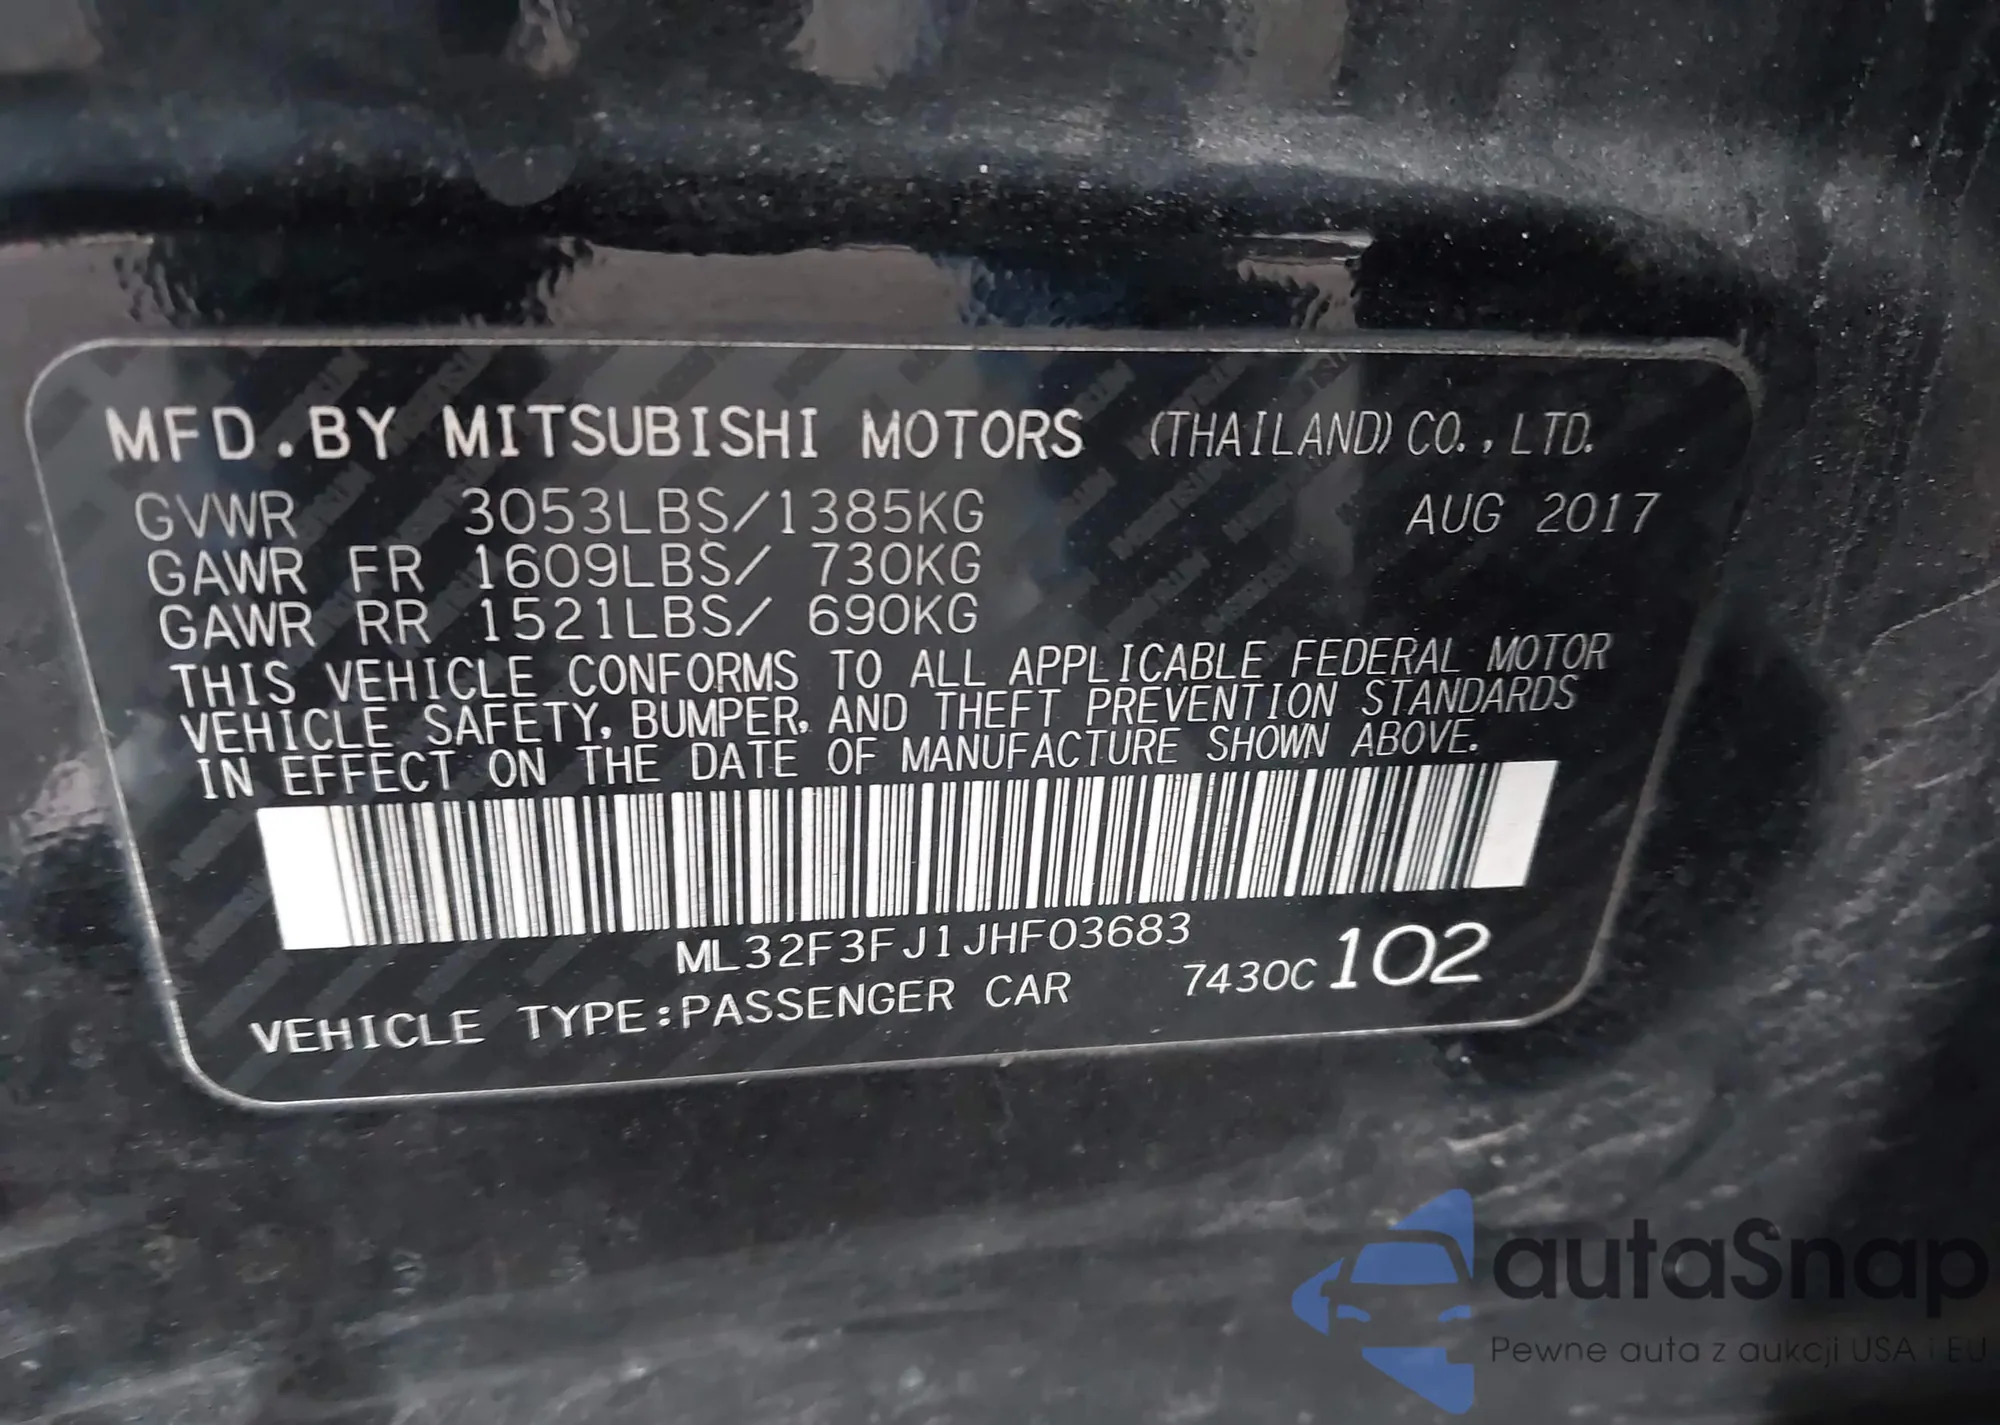 MFD.BY MITSUBISHI MOTORS (THAILAND) CO., LTD.
GVWR 3053LBS/1385KG AUG 2017
GAWR FR 1609LBS/ 730KG
GAWR RR 1521LBS/ 690KG
THIS VEHICLE CONFORMS TO ALL APPLICABLE FEDERAL MOTOR
VEHICLE SAFETY, BUMPER, AND THEFT PREVENTION STANDARDS
IN EFFECT ON THE DATE OF MANUFACTURE SHOWN ABOVE.
ML32F3FJ1JHF03683
VEHICLE TYPE:PASSENGER CAR 7430C 102
autaSnap
Pewne auta z aukcji USA i EU